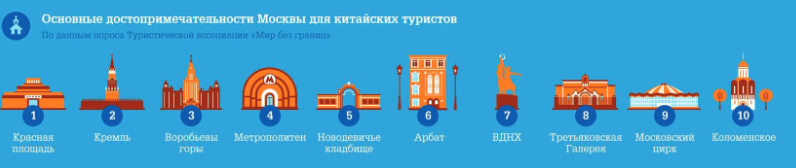 Основные достопримечательности Москвы для китайских туристов
По данным опроса Туристической ассоциации «Мир без границ»
1
Красная
площадь
2
Кремль
3
Воробьевы
горы
4
Метрополитен
5
Новодевичье
кладбище
6
Арбат
7
ВДНХ
8
Третьяковская
Галерея
9
Московский
цирк
10
Коломенское